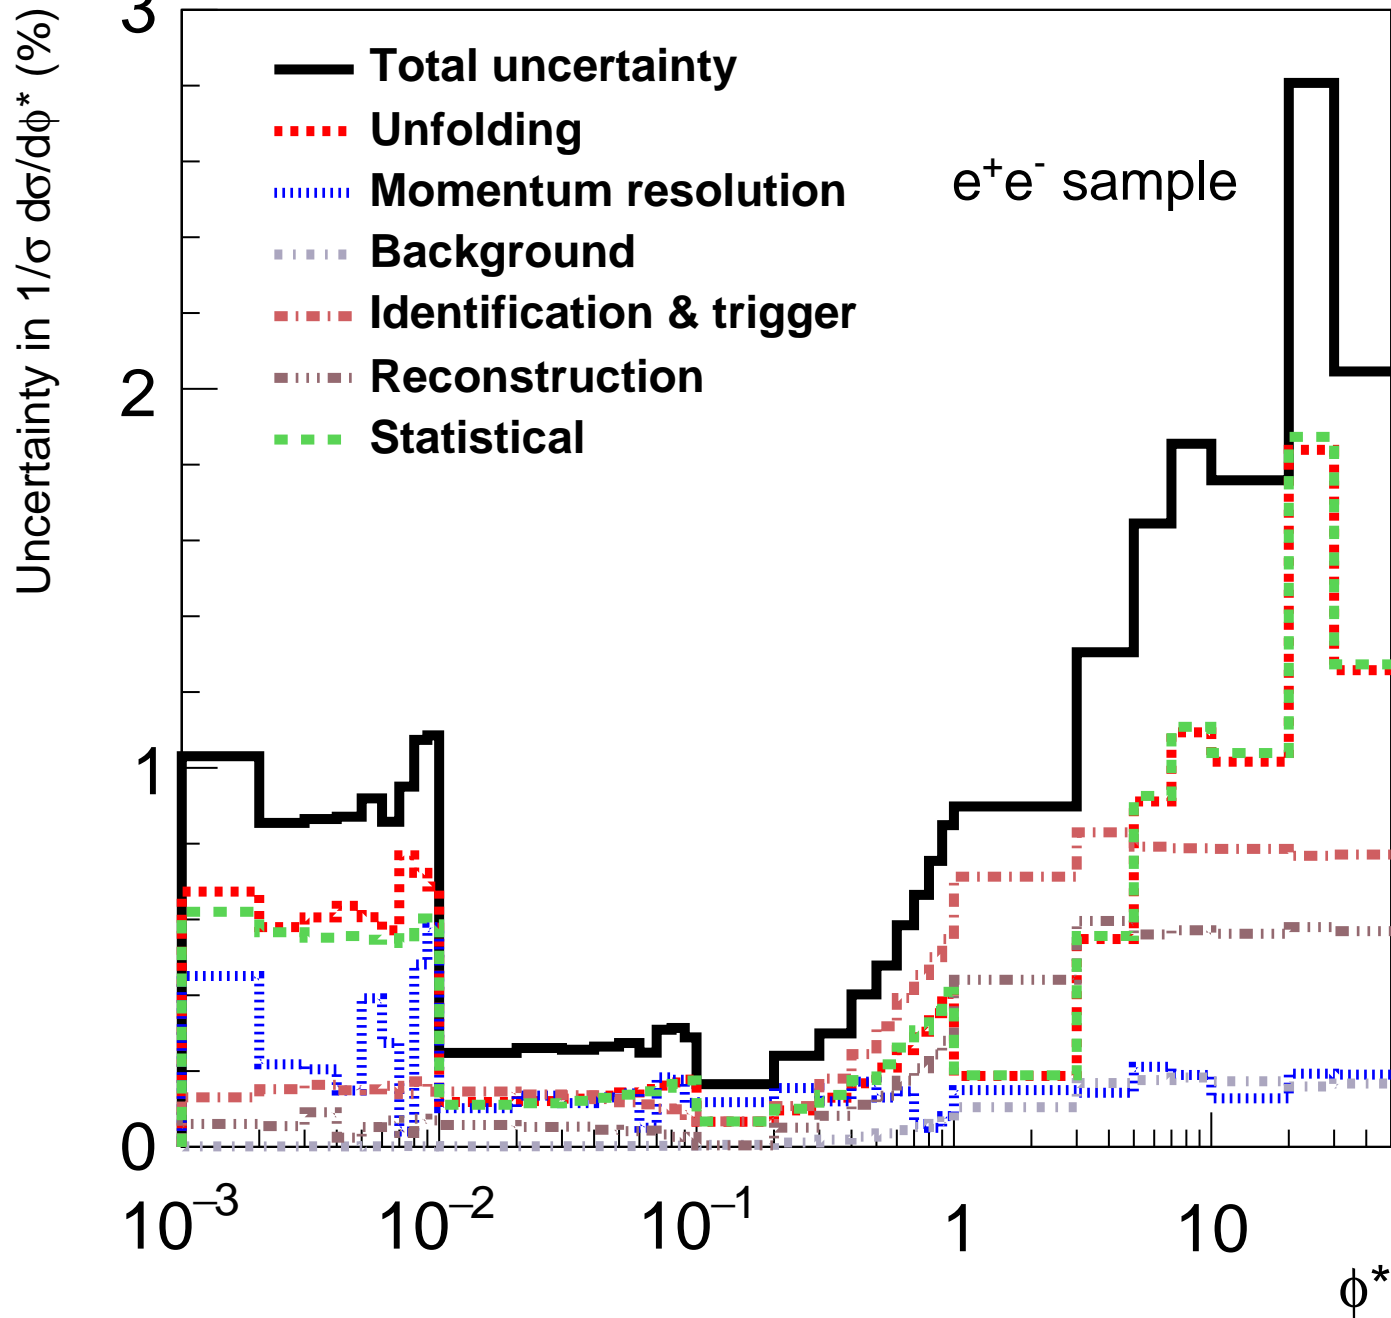 Uncertainty in 1/σ dσ/dϕ* (%)
3
2
1
0
Total uncertainty
Unfolding
Momentum resolution
Background
Identification & trigger
Reconstruction
Statistical
e⁺e⁻ sample
10⁻³ 10⁻² 10⁻¹ 1 10
ϕ*